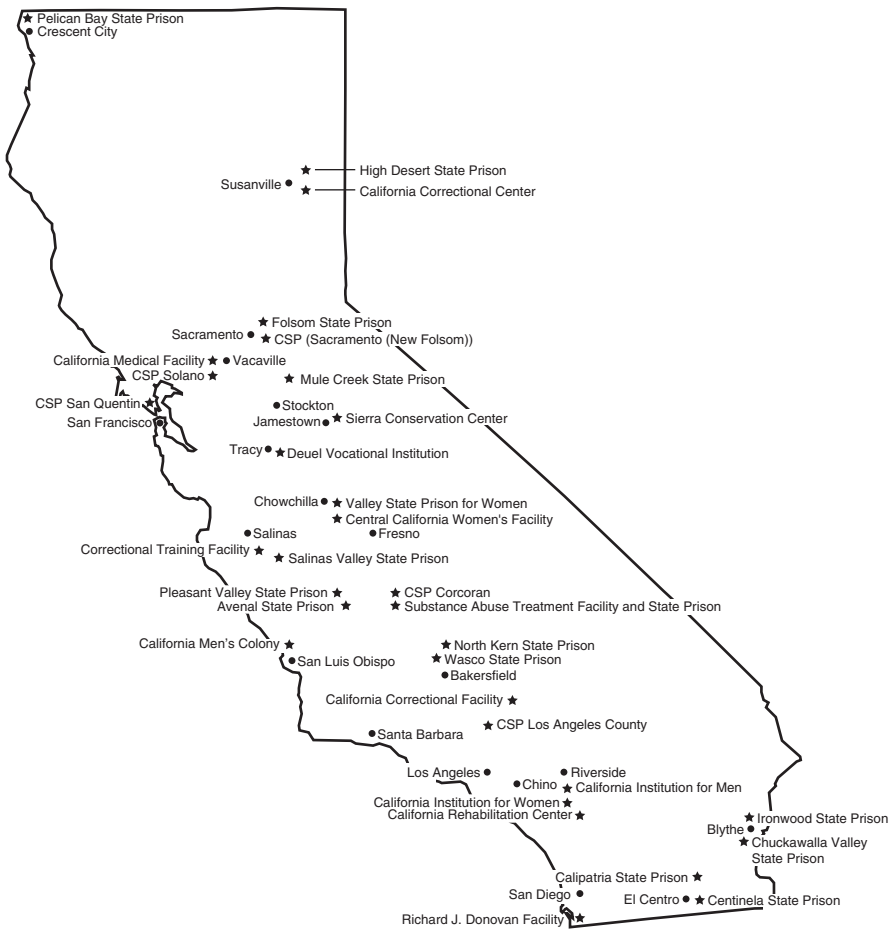 Pelican Bay State Prison
Crescent City
High Desert State Prison
Susanville
California Correctional Center
Folsom State Prison
Sacramento
CSP (Sacramento (New Folsom))
California Medical Facility
Vacaville
CSP Solano
Mule Creek State Prison
CSP San Quentin
Stockton
Jamestown
Sierra Conservation Center
San Francisco
Tracy
Deuel Vocational Institution
Chowchilla
Valley State Prison for Women
Central California Women's Facility
Salinas
Fresno
Correctional Training Facility
Salinas Valley State Prison
Pleasant Valley State Prison
CSP Corcoran
Avenal State Prison
Substance Abuse Treatment Facility and State Prison
California Men's Colony
North Kern State Prison
San Luis Obispo
Wasco State Prison
Bakersfield
California Correctional Facility
CSP Los Angeles County
Santa Barbara
Los Angeles
Riverside
Chino
California Institution for Men
California Institution for Women
California Rehabilitation Center
Ironwood State Prison
Blythe
Chuckawalla Valley
State Prison
Calipatria State Prison
San Diego
El Centro
Centinela State Prison
Richard J. Donovan Facility